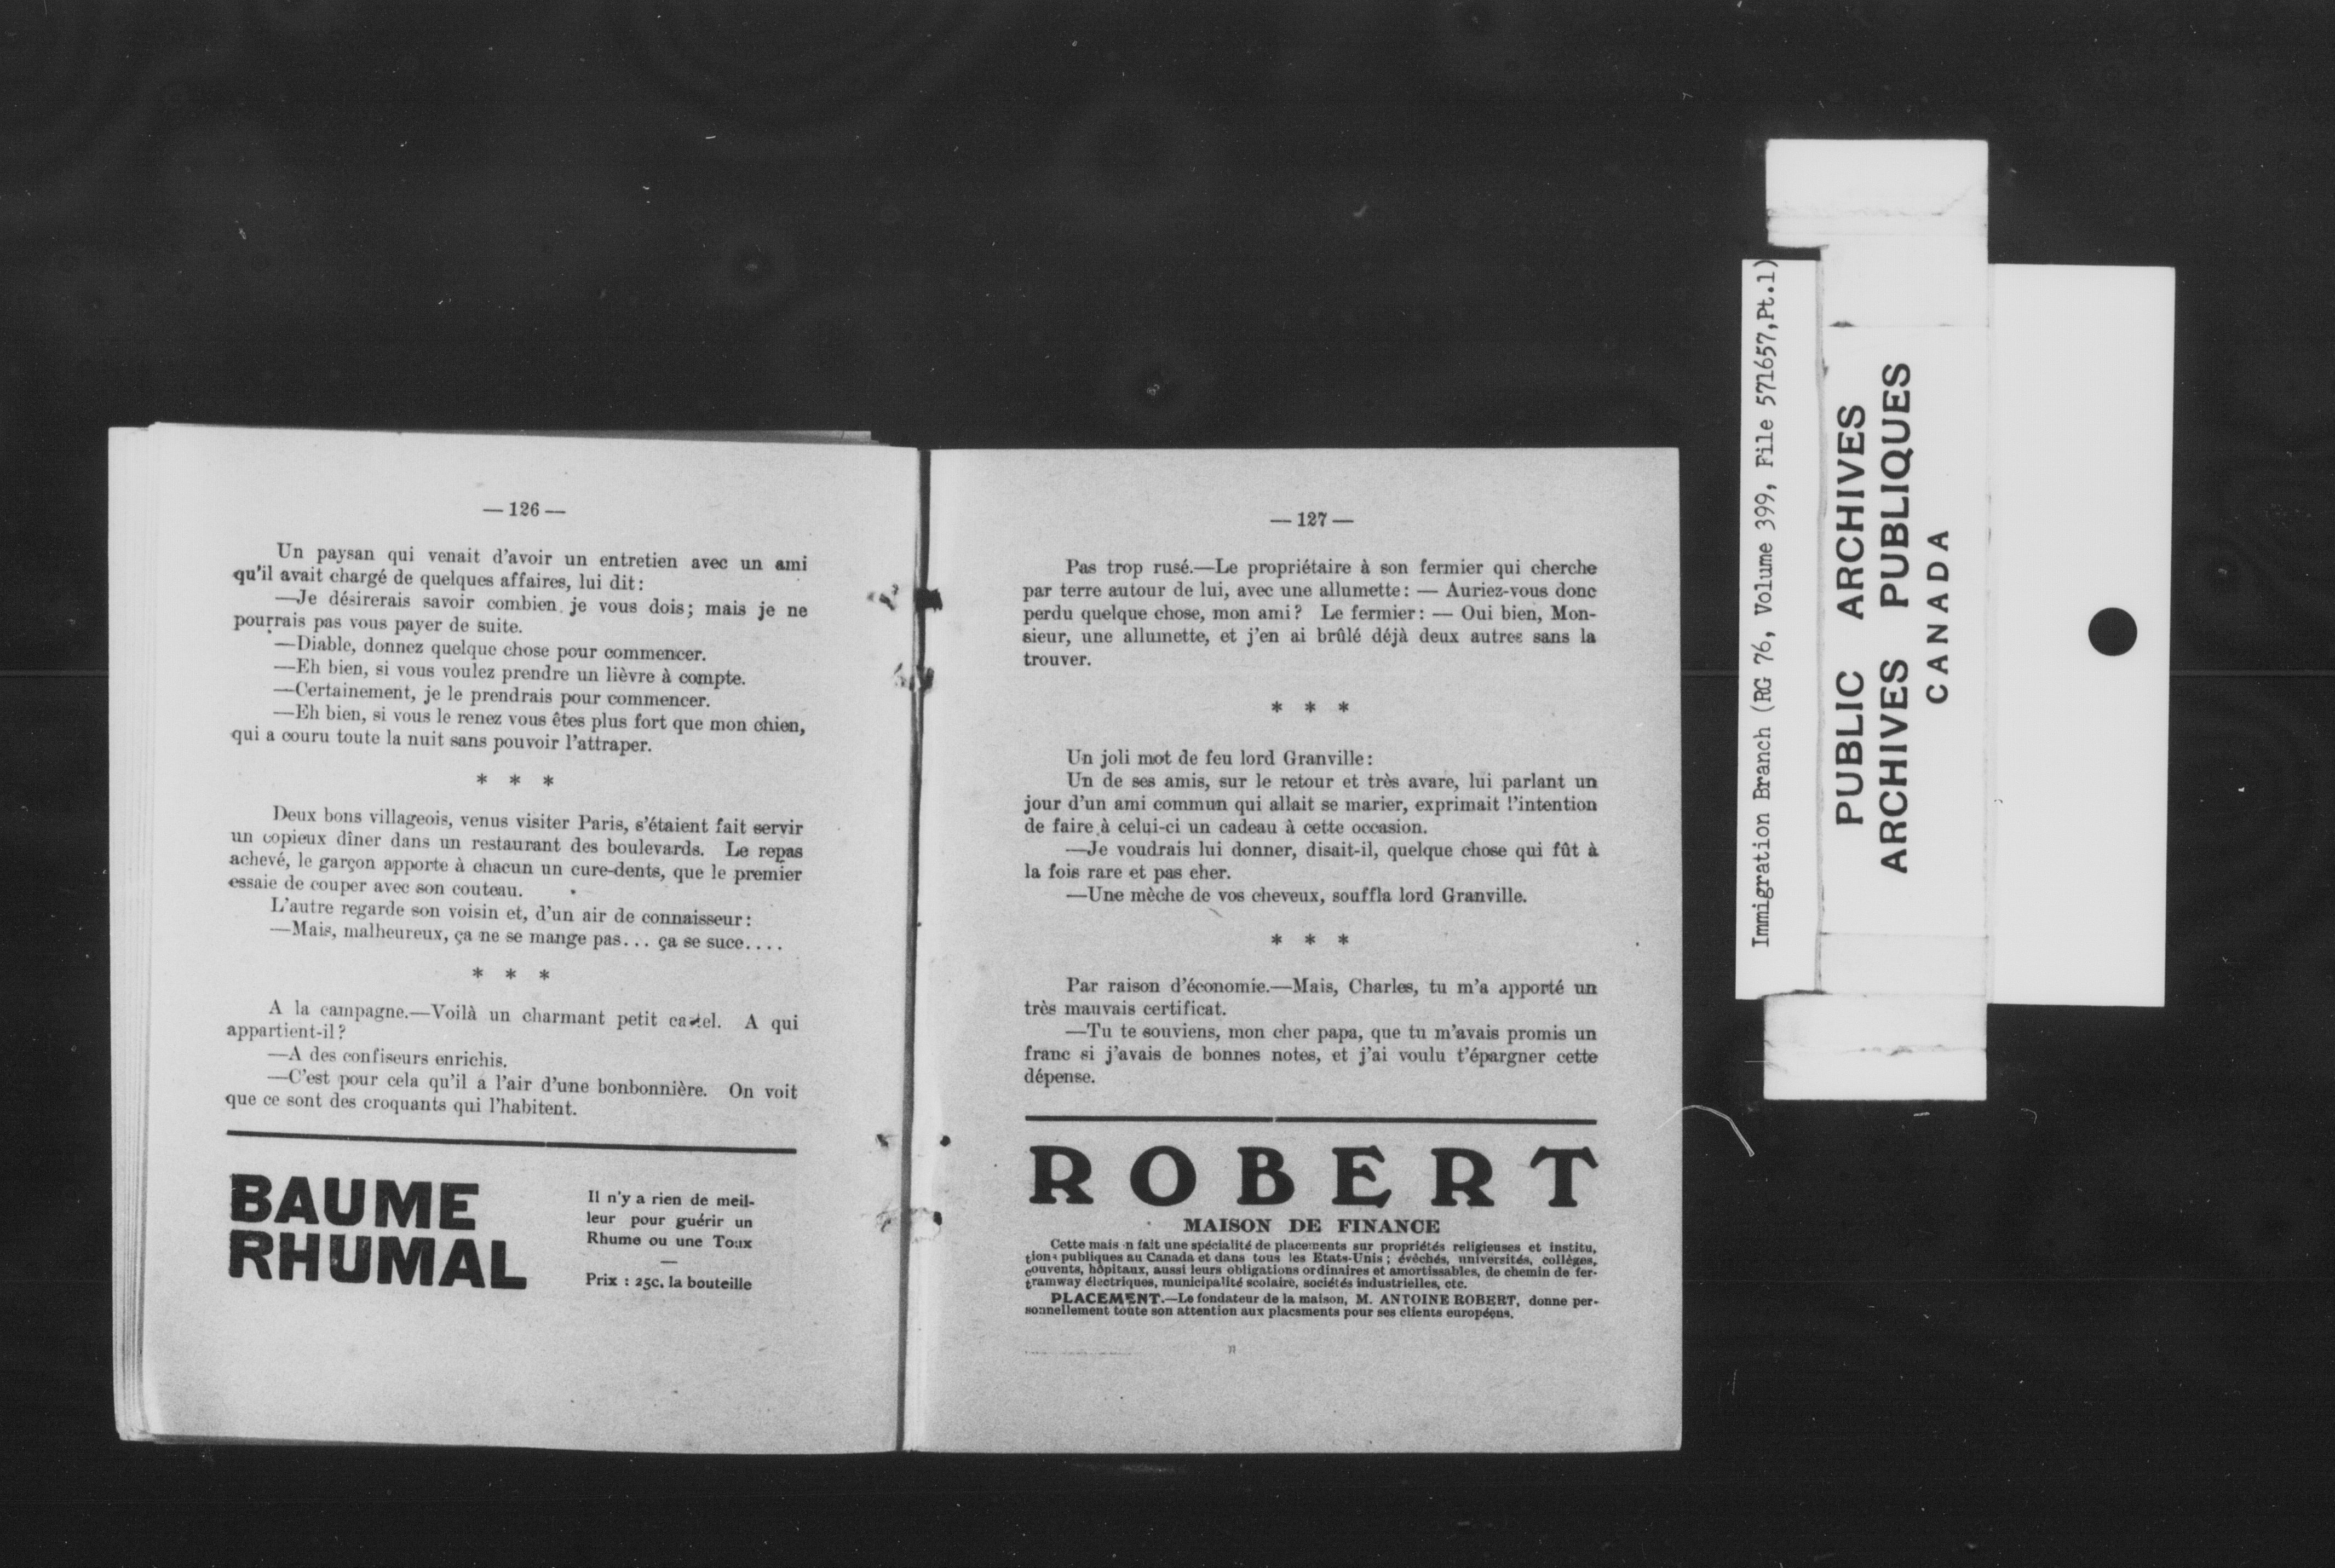 — 126 —
Un paysan qui venait d'avoir un entretien avec un ami
qu'il avait chargé de quelques affaires, lui dit :
—Je désirerais savoir combien je vous dois ; mais je ne
pourrais pas vous payer de suite.
—Diable, donnez quelque chose pour commencer.
—Eh bien, si vous voulez prendre un lièvre à compte.
—Certainement, je le prendrais pour commencer.
—Eh bien, si vous le renez vous êtes plus fort que mon chien,
qui a couru toute la nuit sans pouvoir l'attraper.
* * *
Deux bons villageois, venus visiter Paris, s'étaient fait servir
un copieux dîner dans un restaurant des boulevards. Le repas
achevé, le garçon apporte à chacun un cure-dents, que le premier
essaie de couper avec son couteau.
L'autre regarde son voisin et, d'un air de connaisseur :
—Mais, malheureux, ça ne se mange pas... ça se suce....
* * *
A la campagne.—Voilà un charmant petit castel. A qui
appartient-il ?
—A des confiseurs enrichis.
—C'est pour cela qu'il a l'air d'une bonbonnière. On voit
que ce sont des croquants qui l'habitent.
BAUME
RHUMAL
Il n'y a rien de meil-
leur pour guérir un
Rhume ou une Toux
—
Prix : 25c. la bouteille
— 127 —
Pas trop rusé.—Le propriétaire à son fermier qui cherche
par terre autour de lui, avec une allumette : — Auriez-vous donc
perdu quelque chose, mon ami ? Le fermier : — Oui bien, Mon-
sieur, une allumette, et j'en ai brûlé déjà deux autres sans la
trouver.
* * *
Un joli mot de feu lord Granville :
Un de ses amis, sur le retour et très avare, lui parlant un
jour d'un ami commun qui allait se marier, exprimait l'intention
de faire à celui-ci un cadeau à cette occasion.
—Je voudrais lui donner, disait-il, quelque chose qui fût à
la fois rare et pas cher.
—Une mèche de vos cheveux, souffla lord Granville.
* * *
Par raison d'économie.—Mais, Charles, tu m'a apporté un
très mauvais certificat.
—Tu te souviens, mon cher papa, que tu m'avais promis un
franc si j'avais de bonnes notes, et j'ai voulu t'épargner cette
dépense.
ROBERT
MAISON DE FINANCE
Cette mais n fait une spécialité de placements sur propriétés religieuses et institu,
tions publiques au Canada et dans tous les Etats-Unis ; évêchés, universités, collèges,
couvents, hôpitaux, aussi leurs obligations ordinaires et amortissables, de chemin de fer-
tramway électriques, municipalité scolaire, sociétés industrielles, etc.
PLACEMENT.—Le fondateur de la maison, M. ANTOINE ROBERT, donne per-
sonnellement toute son attention aux placsments pour ses clients européens.
Immigration Branch (RG 76, Volume 399, File 571657,Pt.1)
PUBLIC ARCHIVES
ARCHIVES PUBLIQUES
CANADA